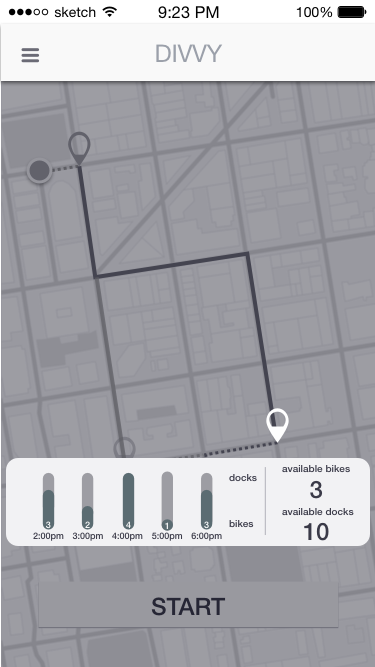 sketch 9:23 PM 100%
DIVVY
docks
bikes
3 2 4 1 3
2:00pm 3:00pm 4:00pm 5:00pm 6:00pm
available bikes
3
available docks
10
START